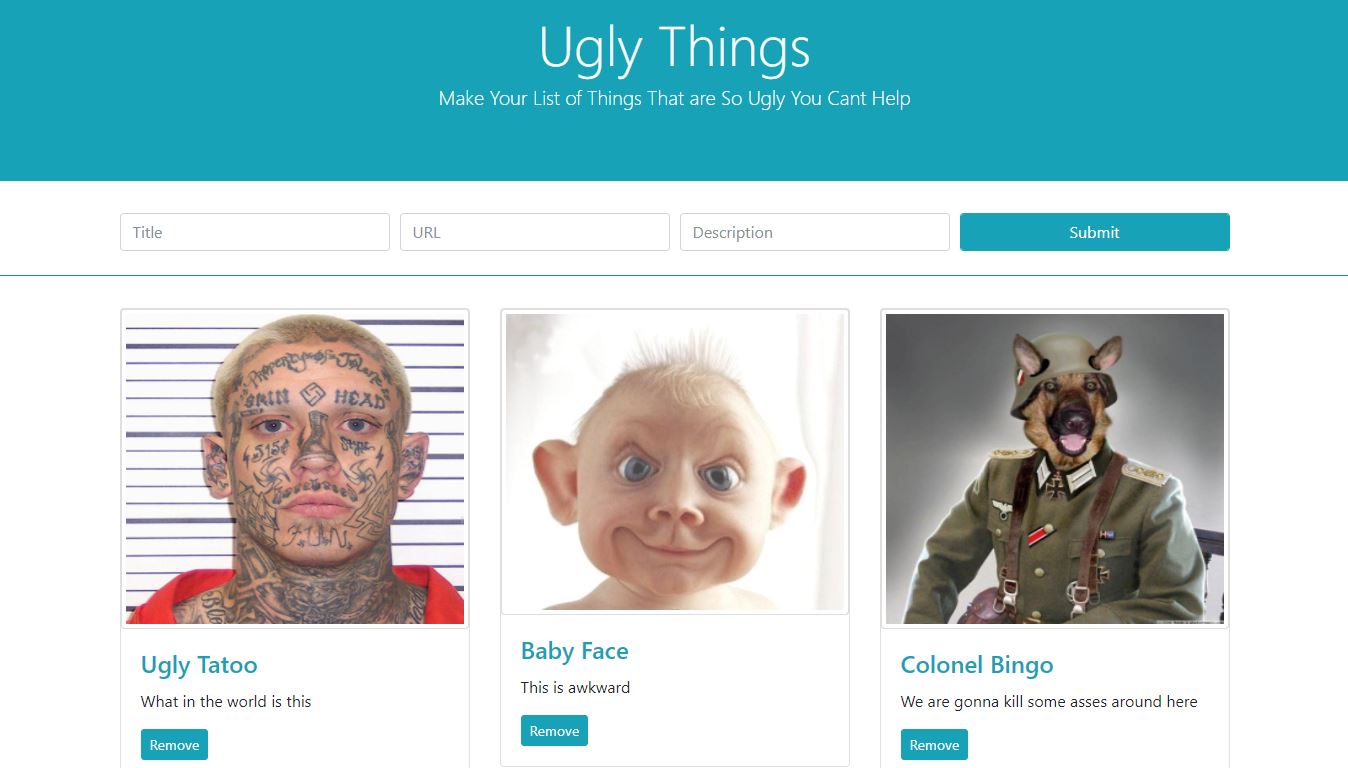 Ugly Things
Make Your List of Things That are So Ugly You Cant Help
Title
URL
Description
Submit
SKIN HEAD
F.U.N.
Ugly Tatoo
What in the world is this
Remove
Baby Face
This is awkward
Remove
Colonel Bingo
We are gonna kill some asses around here
Remove